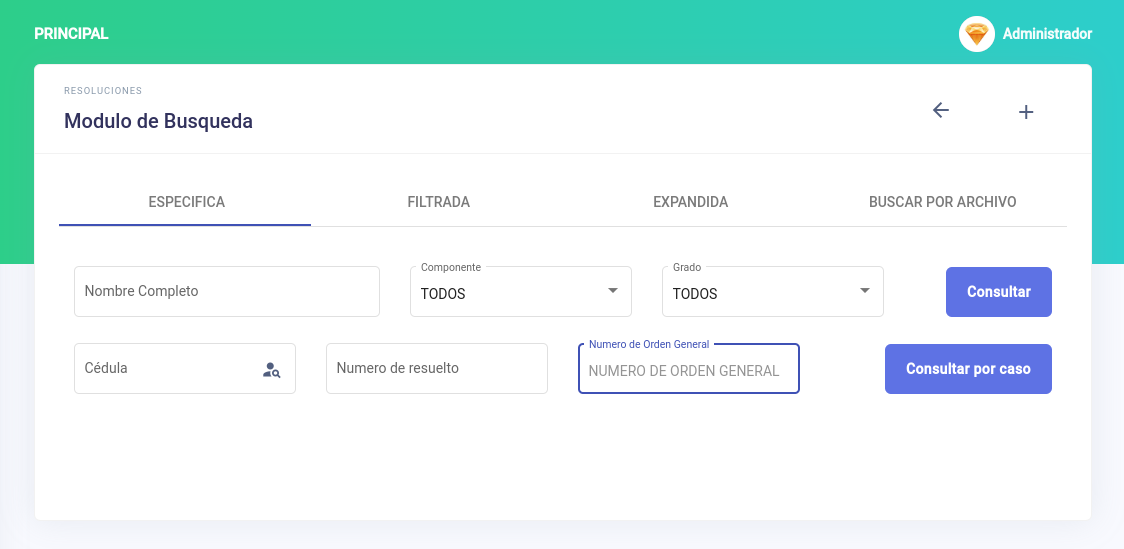 PRINCIPAL
Administrador
RESOLUCIONES
Modulo de Busqueda
ESPECIFICA
FILTRADA
EXPANDIDA
BUSCAR POR ARCHIVO
Nombre Completo
Componente
TODOS
Grado
TODOS
Consultar
Cédula
Numero de resuelto
Numero de Orden General
NUMERO DE ORDEN GENERAL
Consultar por caso